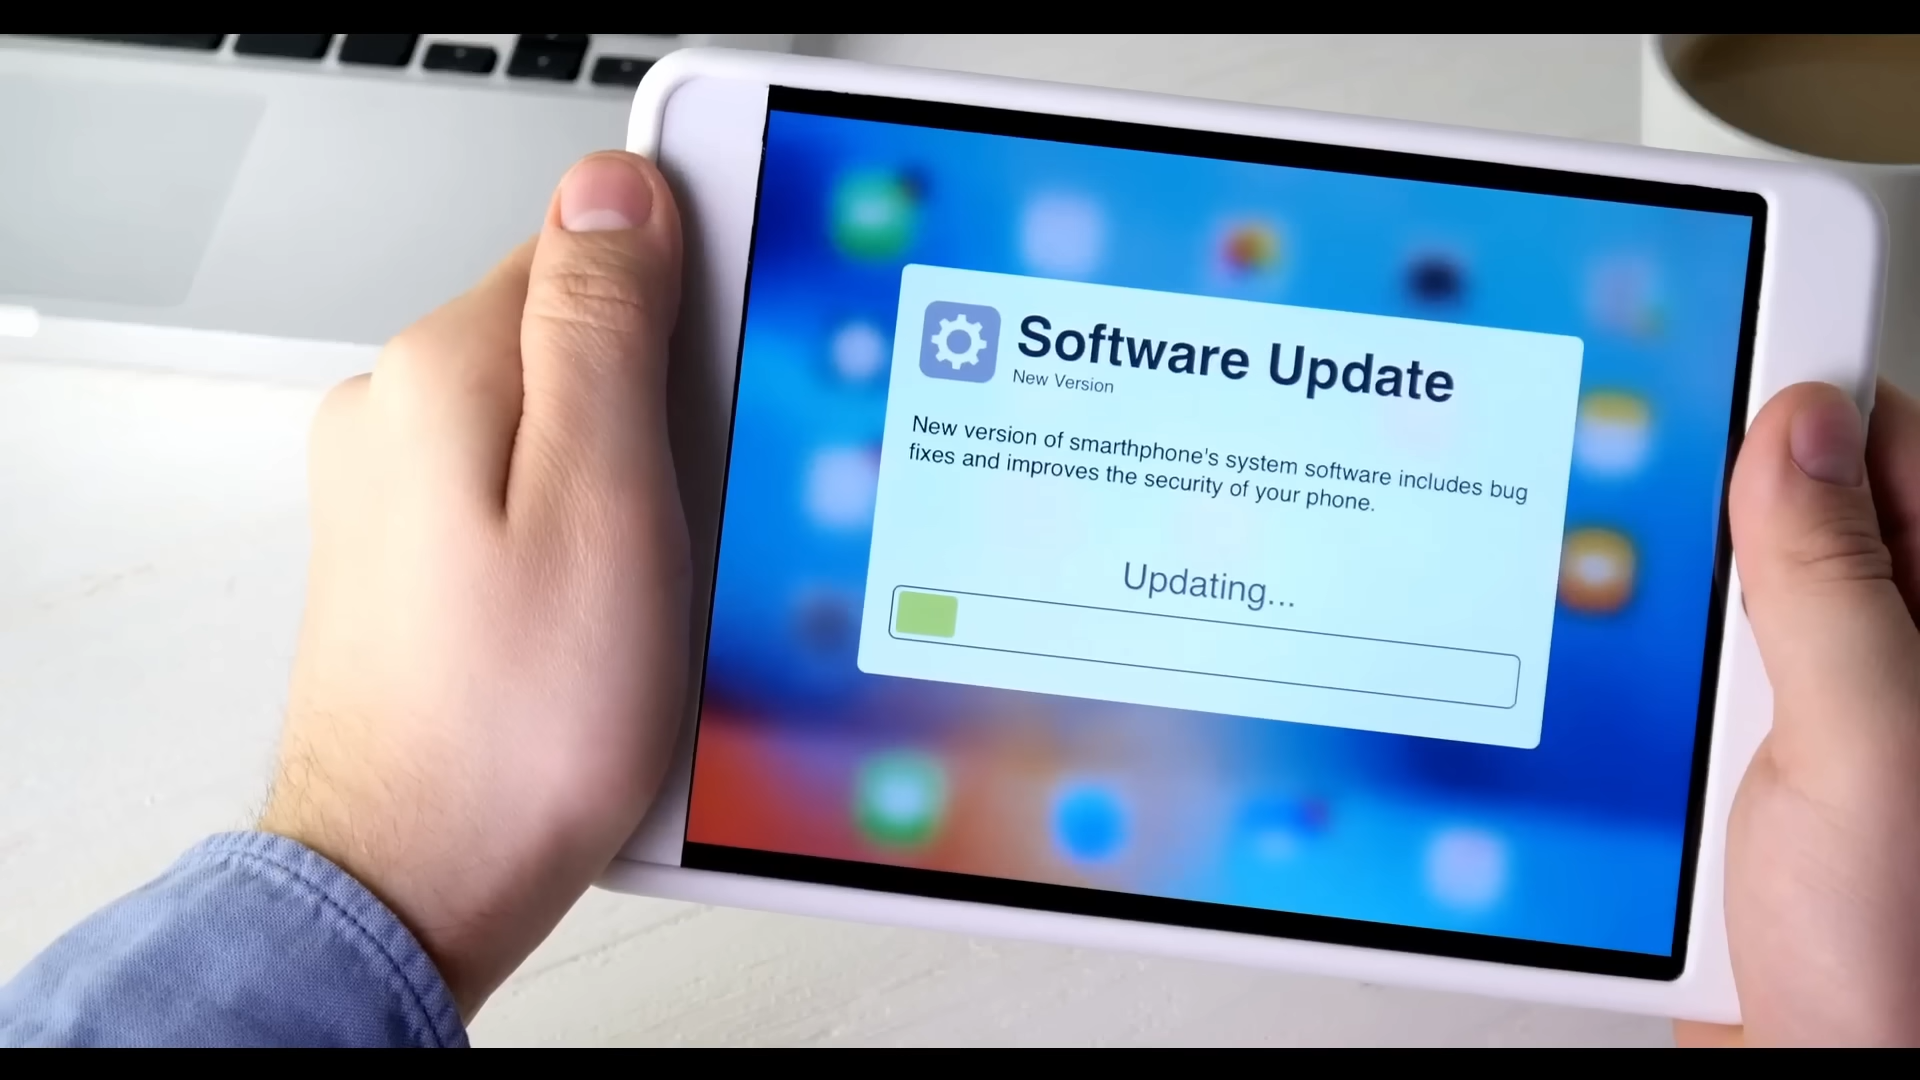 Software Update
New Version
New version of smarthphone's system software includes bug
fixes and improves the security of your phone.
Updating...